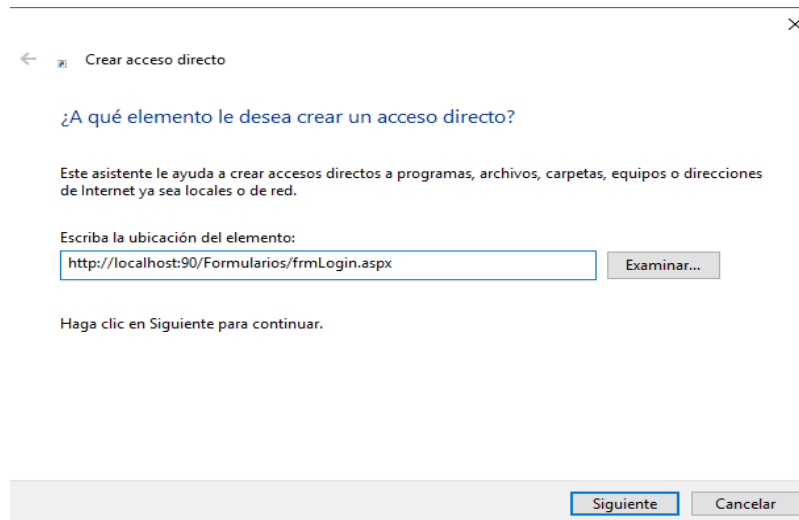 Crear acceso directo
¿A qué elemento le desea crear un acceso directo?
Este asistente le ayuda a crear accesos directos a programas, archivos, carpetas, equipos o direcciones
de Internet ya sea locales o de red.
Escriba la ubicación del elemento:
http://localhost:90/Formularios/frmLogin.aspx
Examinar...
Haga clic en Siguiente para continuar.
Siguiente
Cancelar